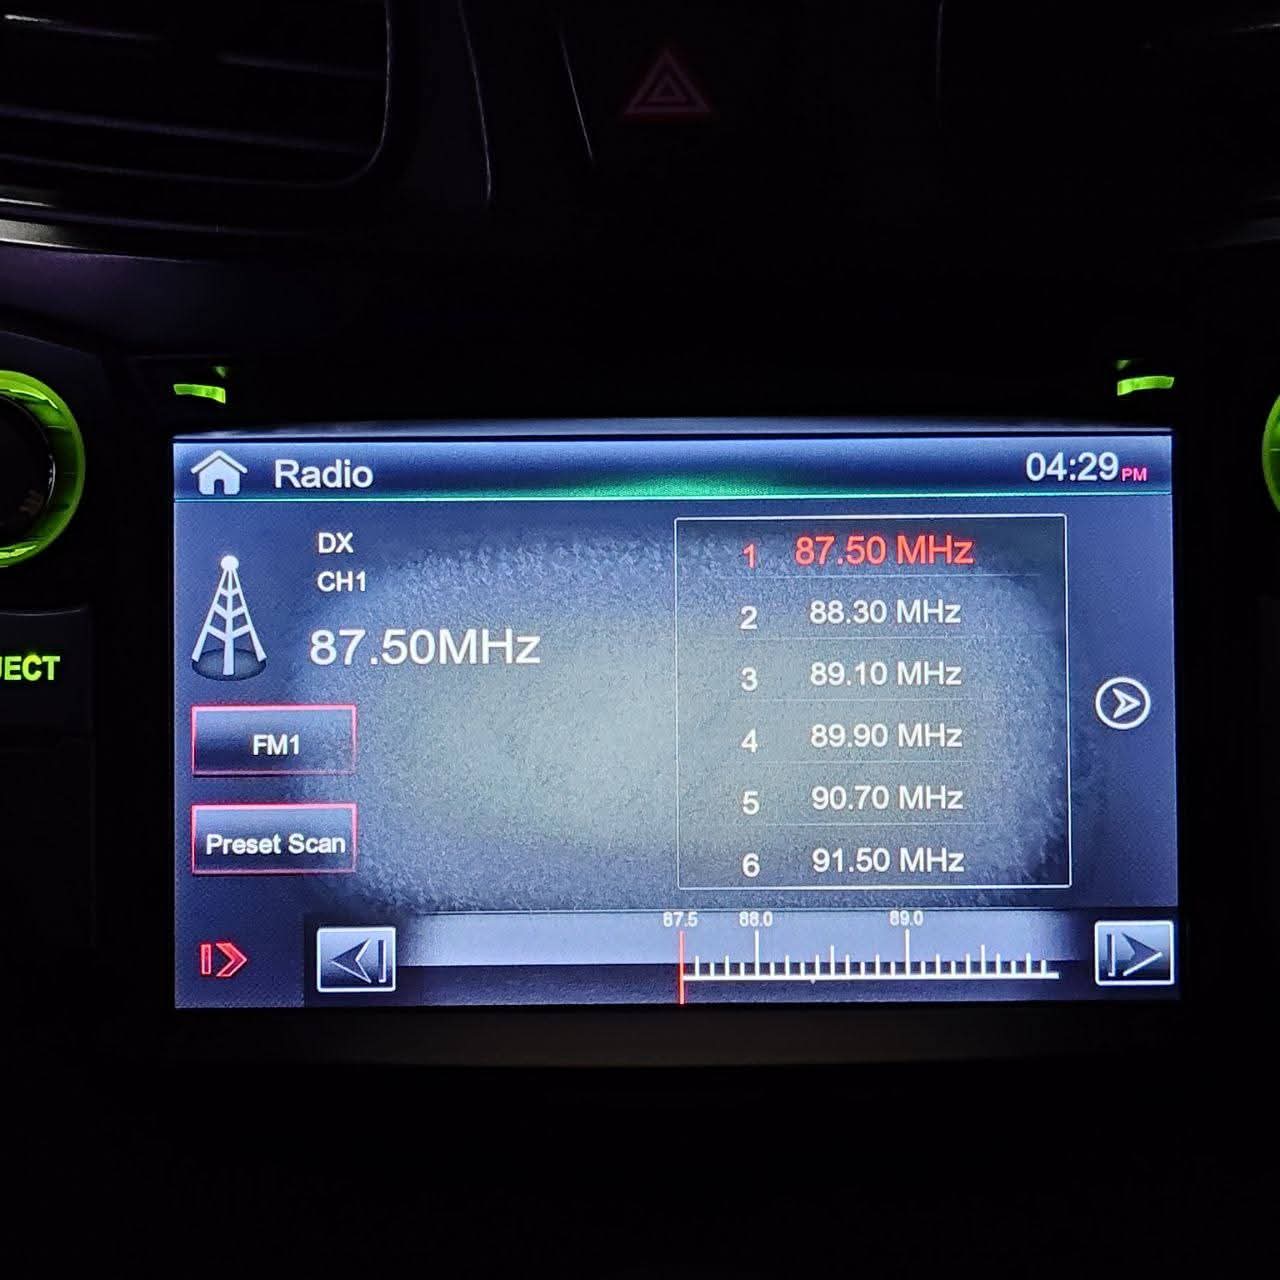 Radio
04:29 PM
DX
CH1
87.50MHz
FM1
Preset Scan
1 87.50 MHz
2 88.30 MHz
3 89.10 MHz
4 89.90 MHz
5 90.70 MHz
6 91.50 MHz
87.5 88.0 89.0
JECT